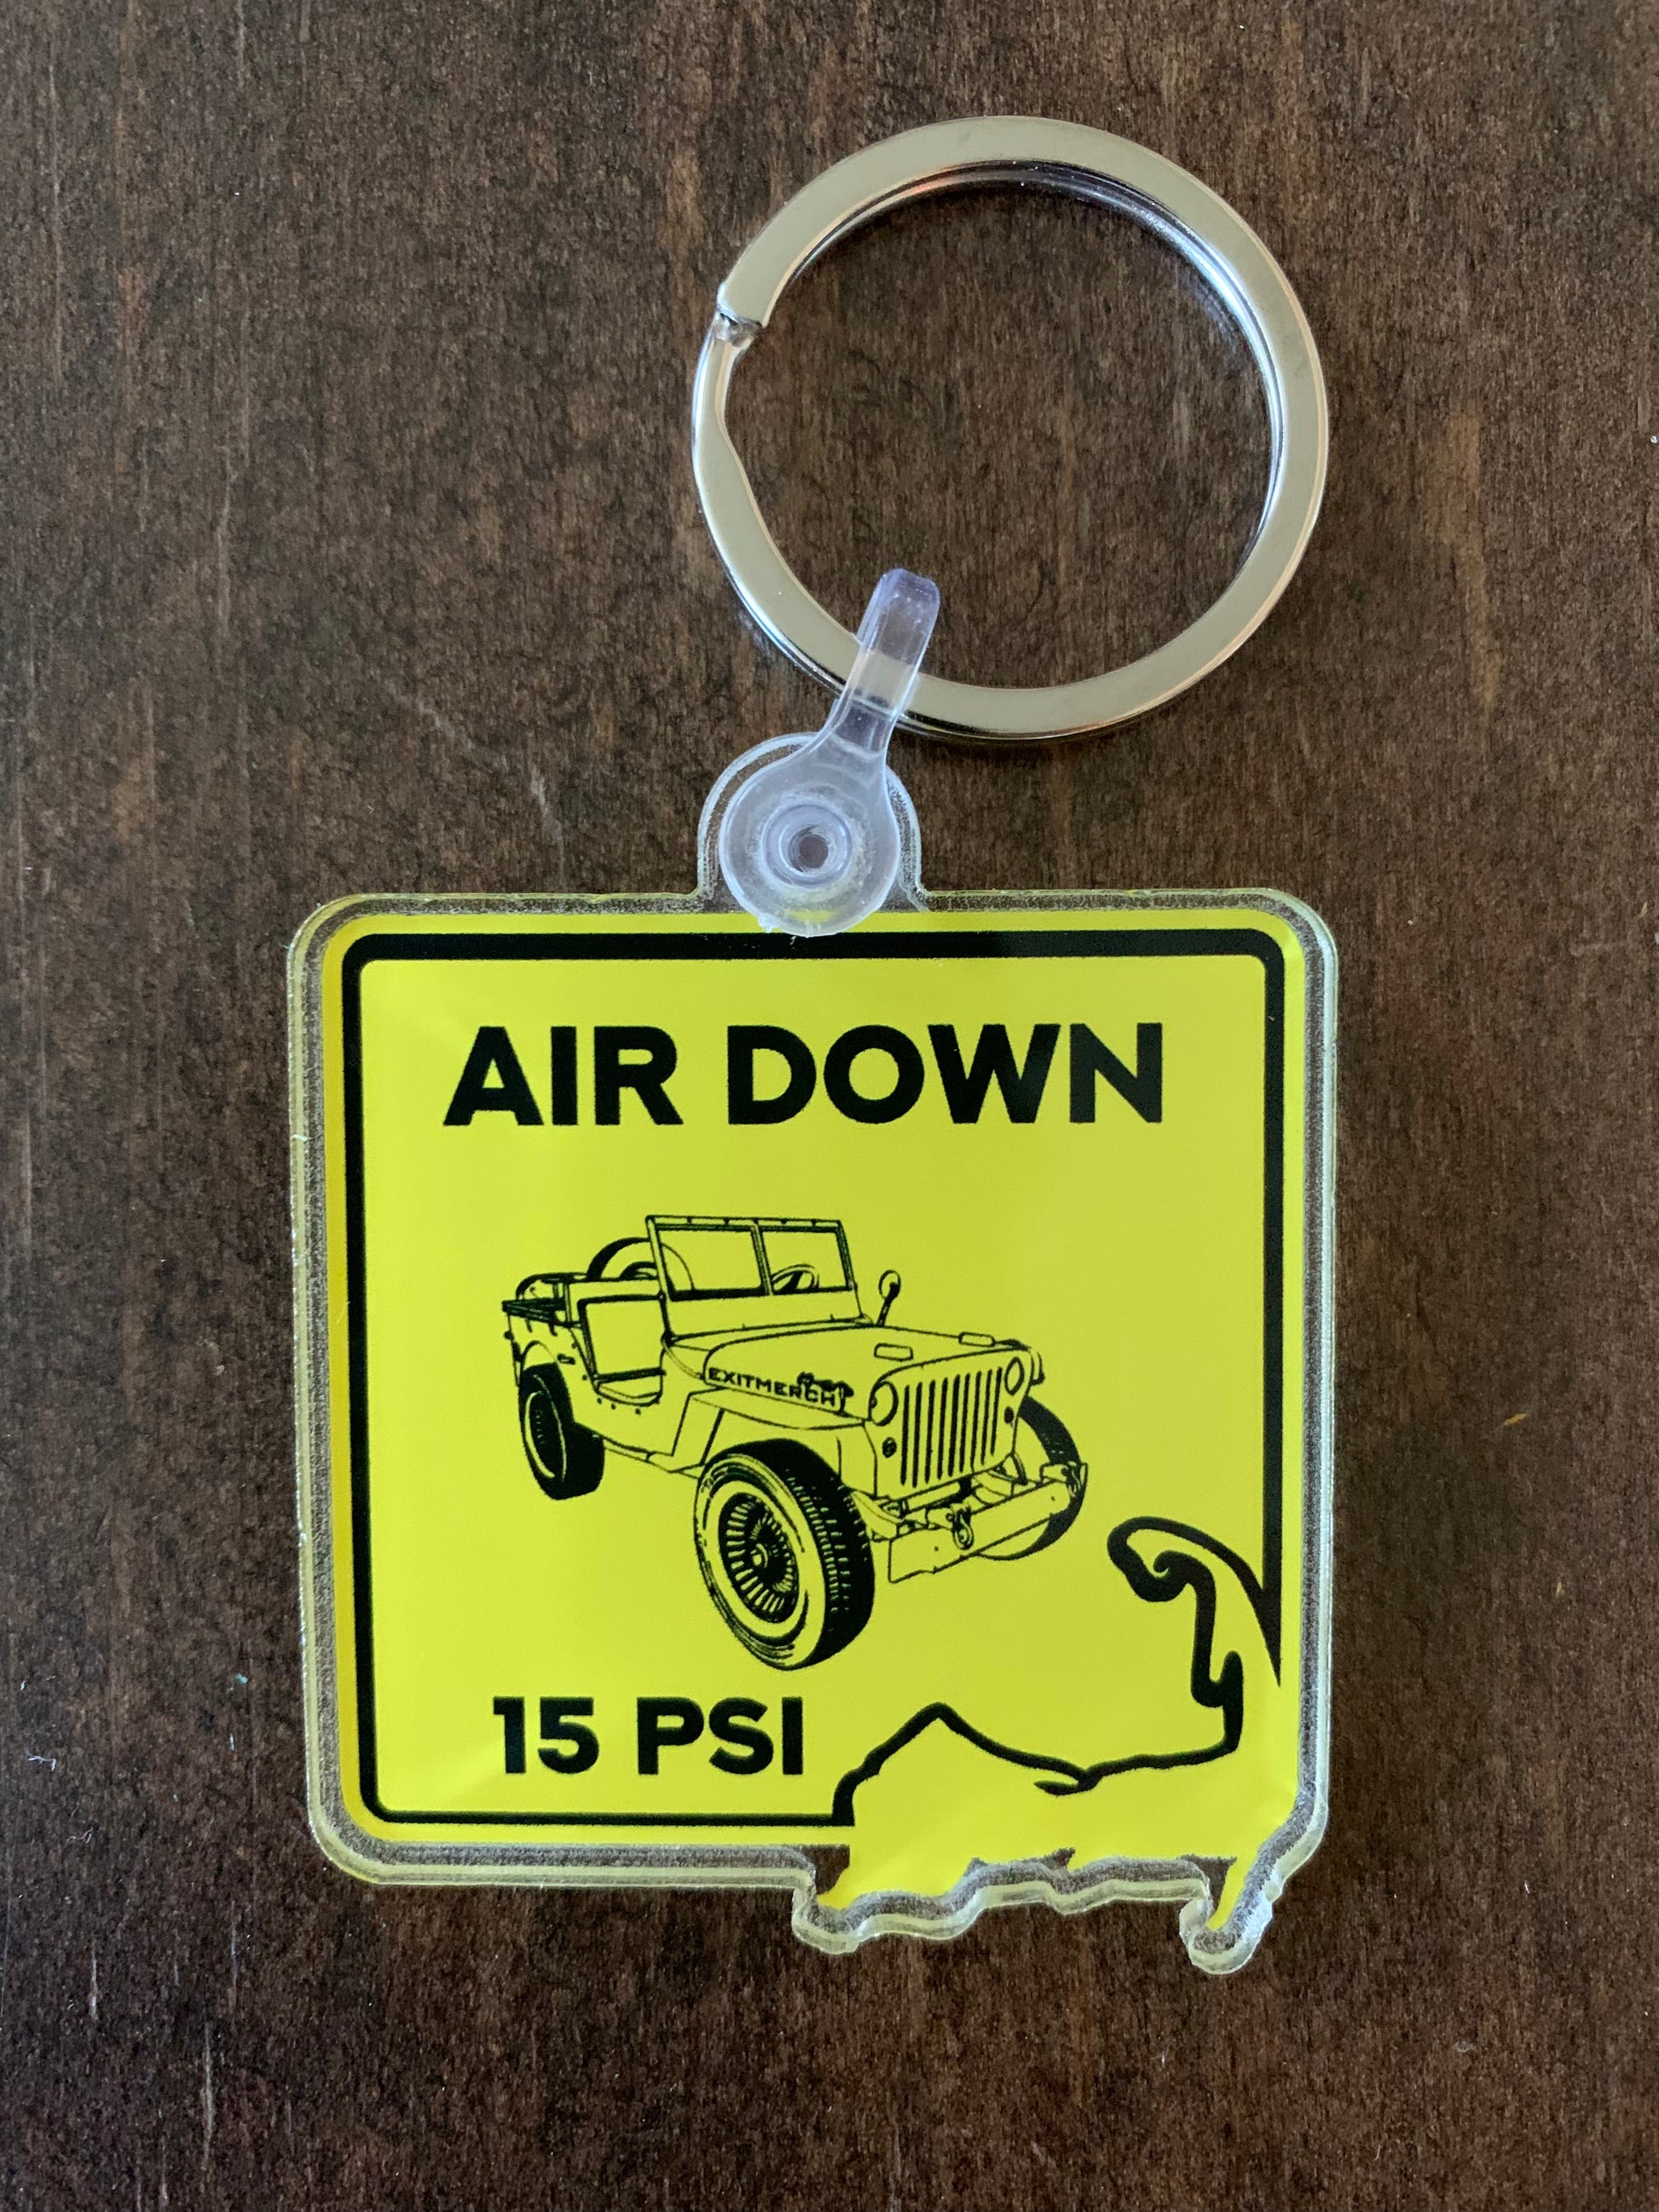 AIR DOWN
EXITMERCH
15 PSI